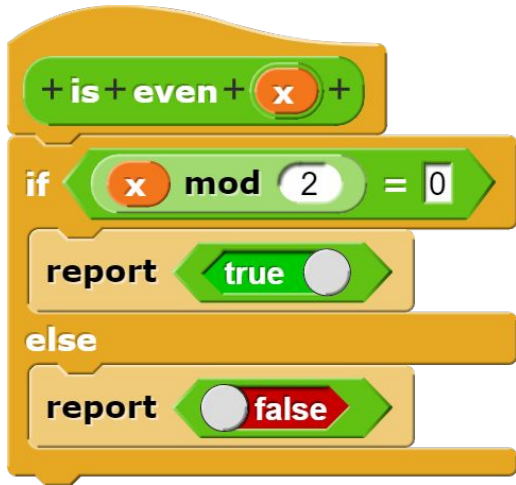 + is + even + x +
if x mod 2 = 0
report true
else
report false